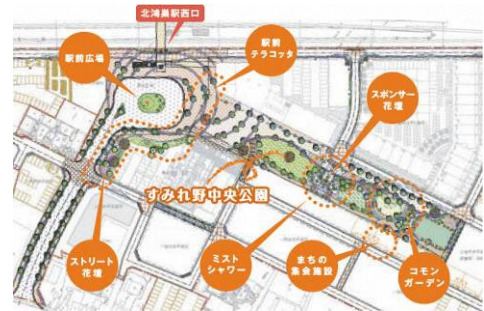 北鴻巣駅西口
駅前広場
駅前
テラコッタ
スポンサー
花壇
すみれ野中央公園
ストリート
花壇
ミスト
シャワー
まちの
集会施設
コモン
ガーデン